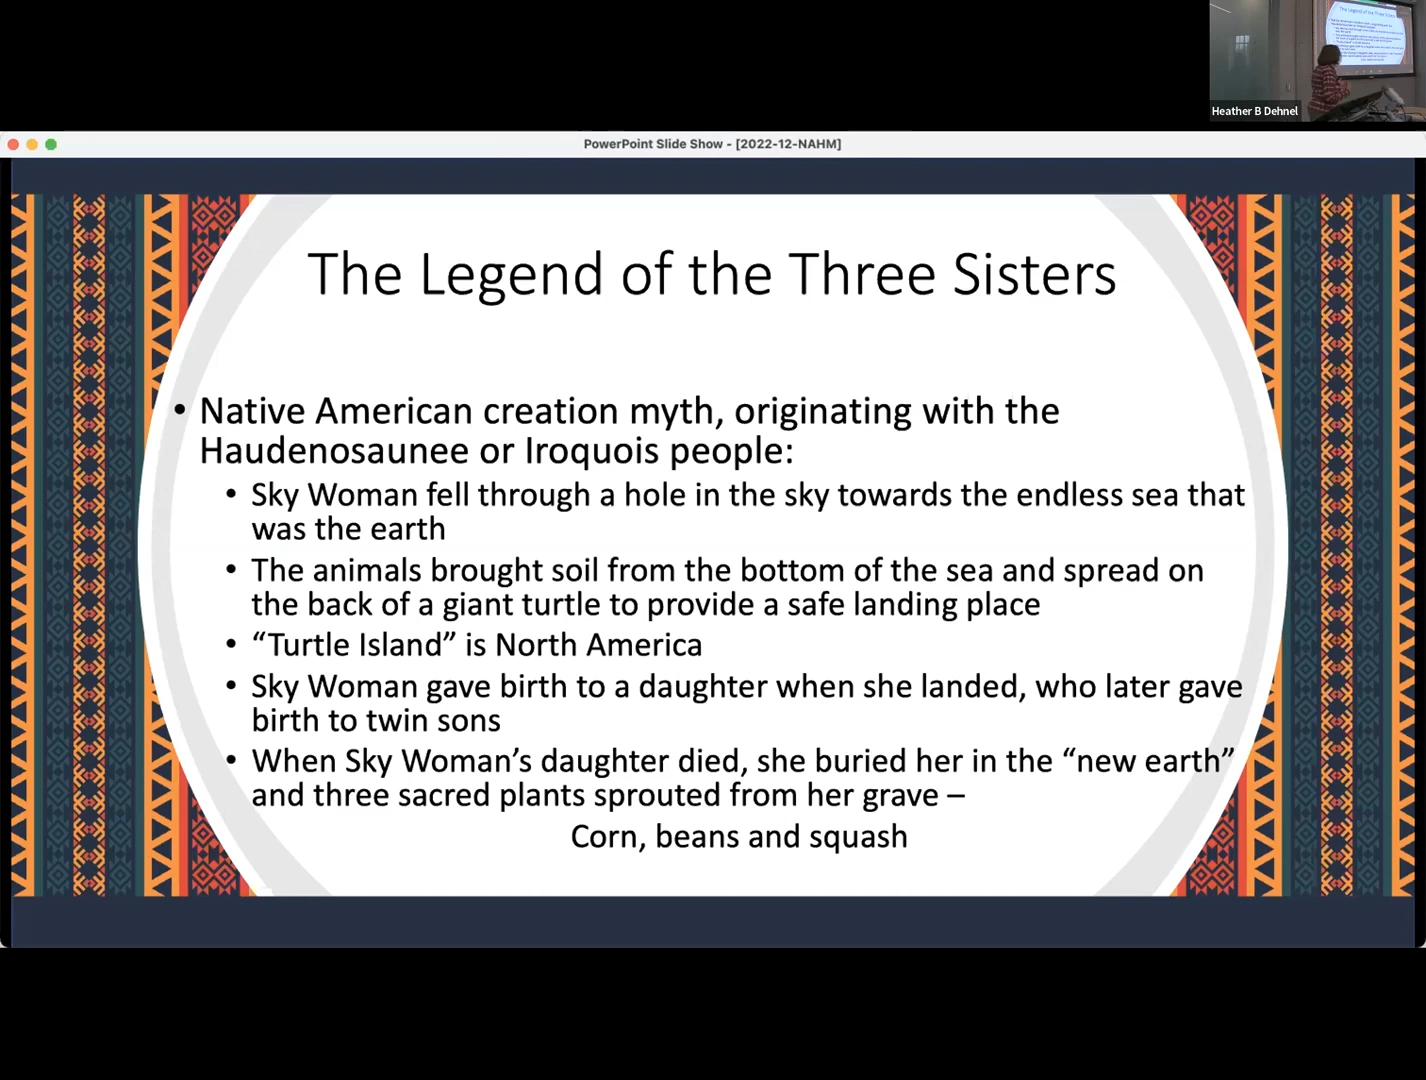 Heather B Dehnel
PowerPoint Slide Show - [2022-12-NAHM]
The Legend of the Three Sisters
• Native American creation myth, originating with the
Haudenosaunee or Iroquois people:
• Sky Woman fell through a hole in the sky towards the endless sea that
was the earth
• The animals brought soil from the bottom of the sea and spread on
the back of a giant turtle to provide a safe landing place
• “Turtle Island” is North America
• Sky Woman gave birth to a daughter when she landed, who later gave
birth to twin sons
• When Sky Woman’s daughter died, she buried her in the “new earth”
and three sacred plants sprouted from her grave –
Corn, beans and squash